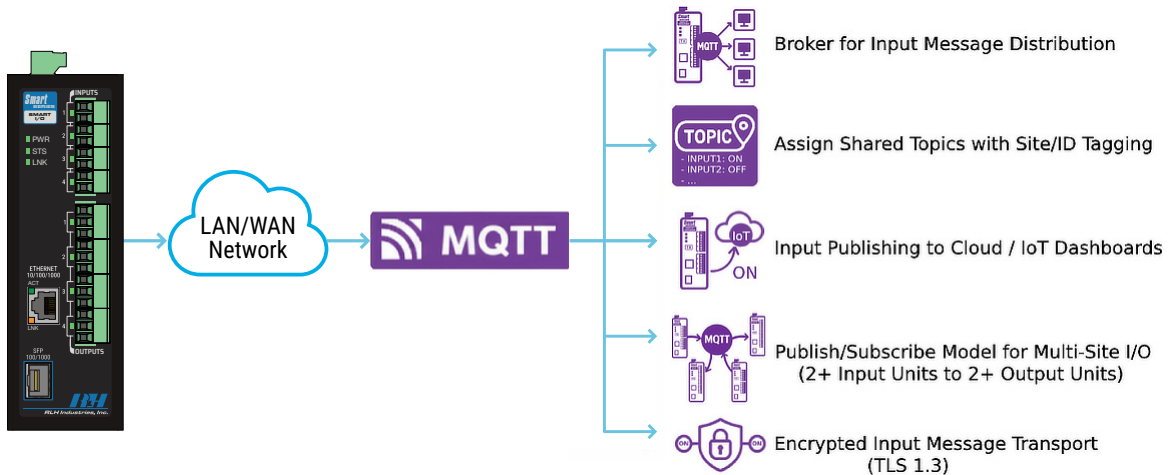 INPUTS
Smart
SMART
I/O
1
2
3
4
PWR
STS
LNK
1
2
3
4
ETHERNET
10/100/1000
ACT
LNK
OUTPUTS
SFP
100/1000
RLH
RLH Industries, Inc.
LAN/WAN
Network
MQTT
Smart
MQTT
Broker for Input Message Distribution
TOPIC
- INPUT1: ON
- INPUT2: OFF
- ...
Assign Shared Topics with Site/ID Tagging
Smart
IoT
ON
Input Publishing to Cloud / IoT Dashboards
MQTT
Publish/Subscribe Model for Multi-Site I/O
(2+ Input Units to 2+ Output Units)
ON
ON
Encrypted Input Message Transport
(TLS 1.3)